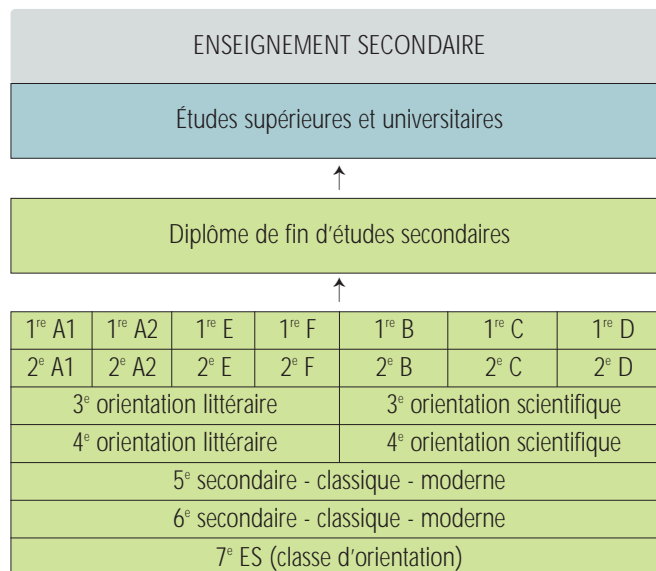 ENSEIGNEMENT SECONDAIRE
Études supérieures et universitaires
Diplôme de fin d'études secondaires
1re A1 1re A2 1re E 1re F 1re B 1re C 1re D
2e A1 2e A2 2e E 2e F 2e B 2e C 2e D
3e orientation littéraire 3e orientation scientifique
4e orientation littéraire 4e orientation scientifique
5e secondaire - classique - moderne
6e secondaire - classique - moderne
7e ES (classe d'orientation)